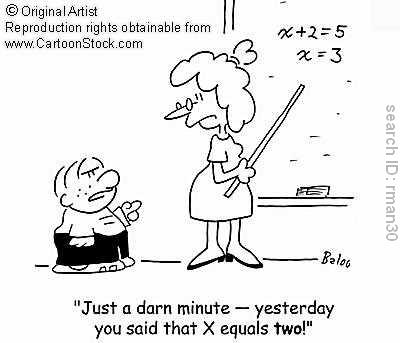 © Original Artist
Reproduction rights obtainable from
www.CartoonStock.com
x+2=5
x=3
search ID: rman30
Baloo
"Just a darn minute — yesterday
you said that X equals two!"